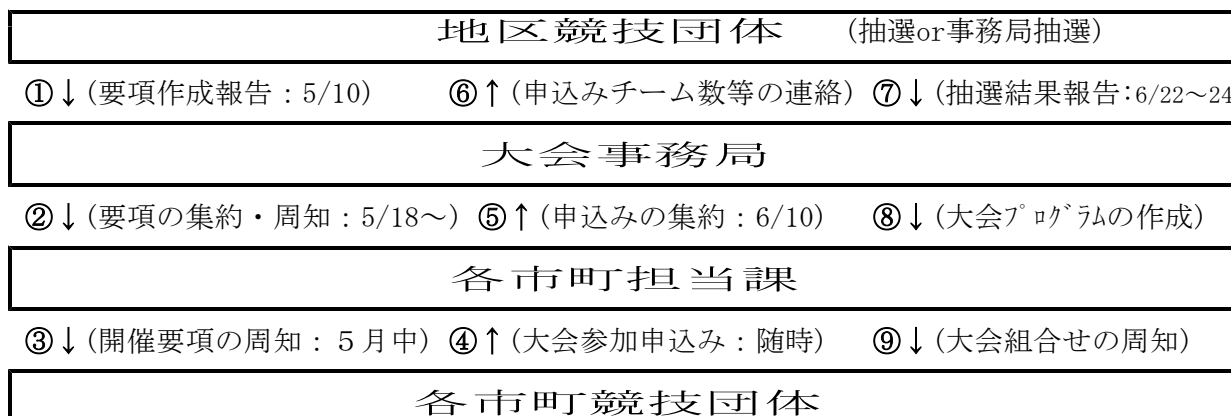 地区競技団体 (抽選or事務局抽選)
①↓(要項作成報告:5/10) ⑥↑(申込みチーム数等の連絡) ⑦↓(抽選結果報告:6/22~24
大会事務局
②↓(要項の集約・周知:5/18~) ⑤↑(申込みの集約:6/10) ⑧↓(大会プログラムの作成)
各市町担当課
③↓(開催要項の周知:5月中) ④↑(大会参加申込み:随時) ⑨↓(大会組合せの周知)
各市町競技団体